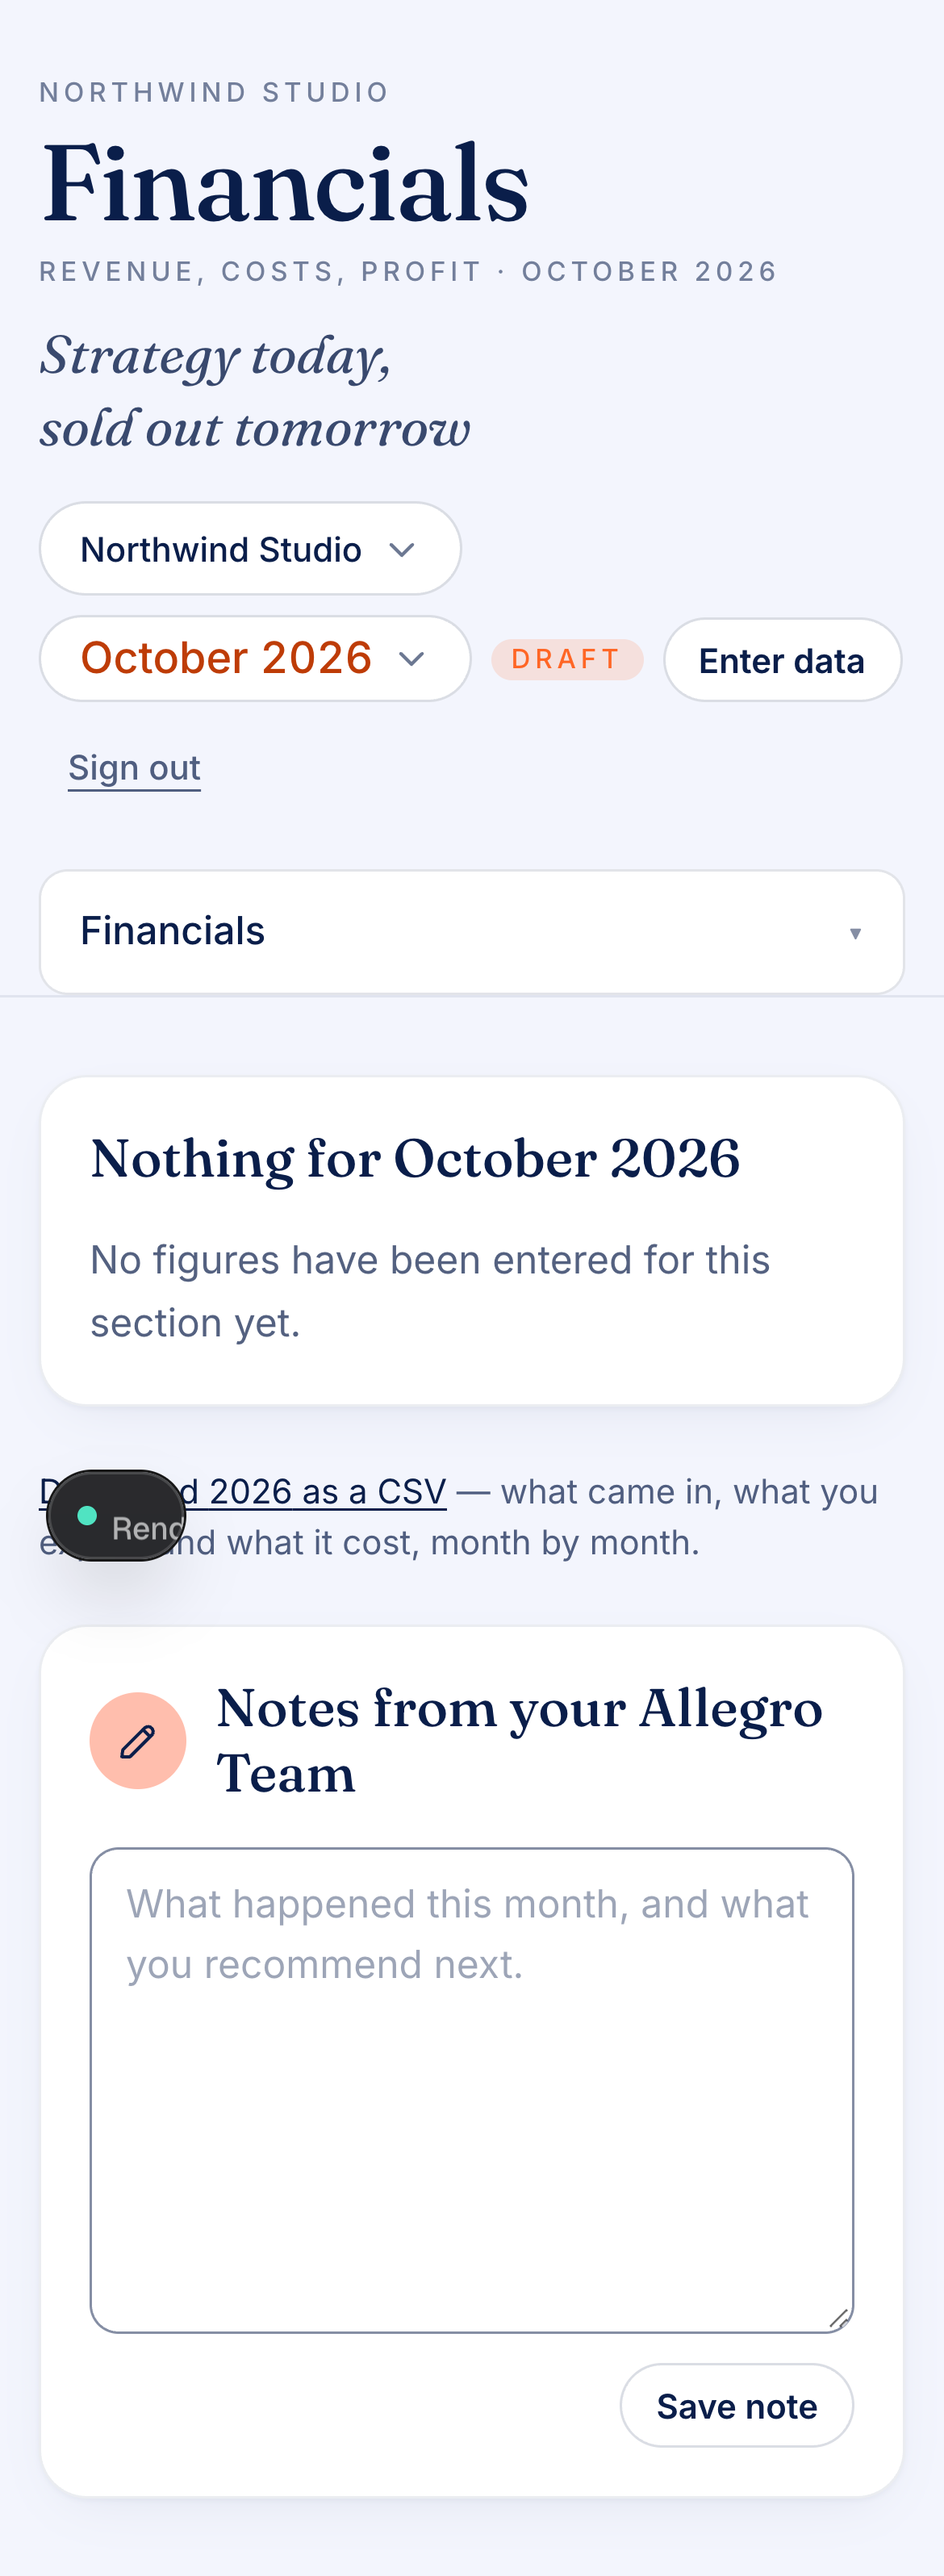 NORTHWIND STUDIO
Financials
REVENUE, COSTS, PROFIT · OCTOBER 2026
Strategy today,
sold out tomorrow
Northwind Studio
October 2026
DRAFT
Enter data
Sign out
Financials
Nothing for October 2026
No figures have been entered for this
section yet.
2026 as a CSV — what came in, what you
what it cost, month by month.
Notes from your Allegro
Team
What happened this month, and what
you recommend next.
Save note